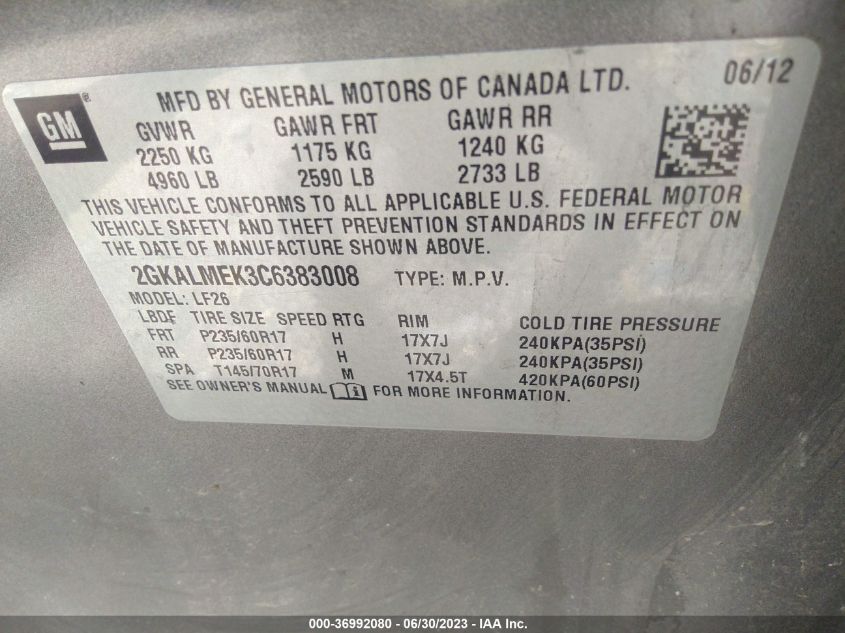 06/12
GM®
MFD BY GENERAL MOTORS OF CANADA LTD.
GVWR GAWR FRT GAWR RR
2250 KG 1175 KG 1240 KG
4960 LB 2590 LB 2733 LB
THIS VEHICLE CONFORMS TO ALL APPLICABLE U.S. FEDERAL MOTOR
VEHICLE SAFETY AND THEFT PREVENTION STANDARDS IN EFFECT ON
THE DATE OF MANUFACTURE SHOWN ABOVE.
2GKALMEK3C6383008 TYPE: M.P.V.
MODEL: LF26
LBDF TIRE SIZE SPEED RTG RIM COLD TIRE PRESSURE
FRT P235/60R17 H 17X7J 240KPA(35PSI)
RR P235/60R17 H 17X7J 240KPA(35PSI)
SPA T145/70R17 M 17X4.5T 420KPA(60PSI)
SEE OWNER'S MANUAL i FOR MORE INFORMATION.
000-36992080 - 06/30/2023 - IAA Inc.